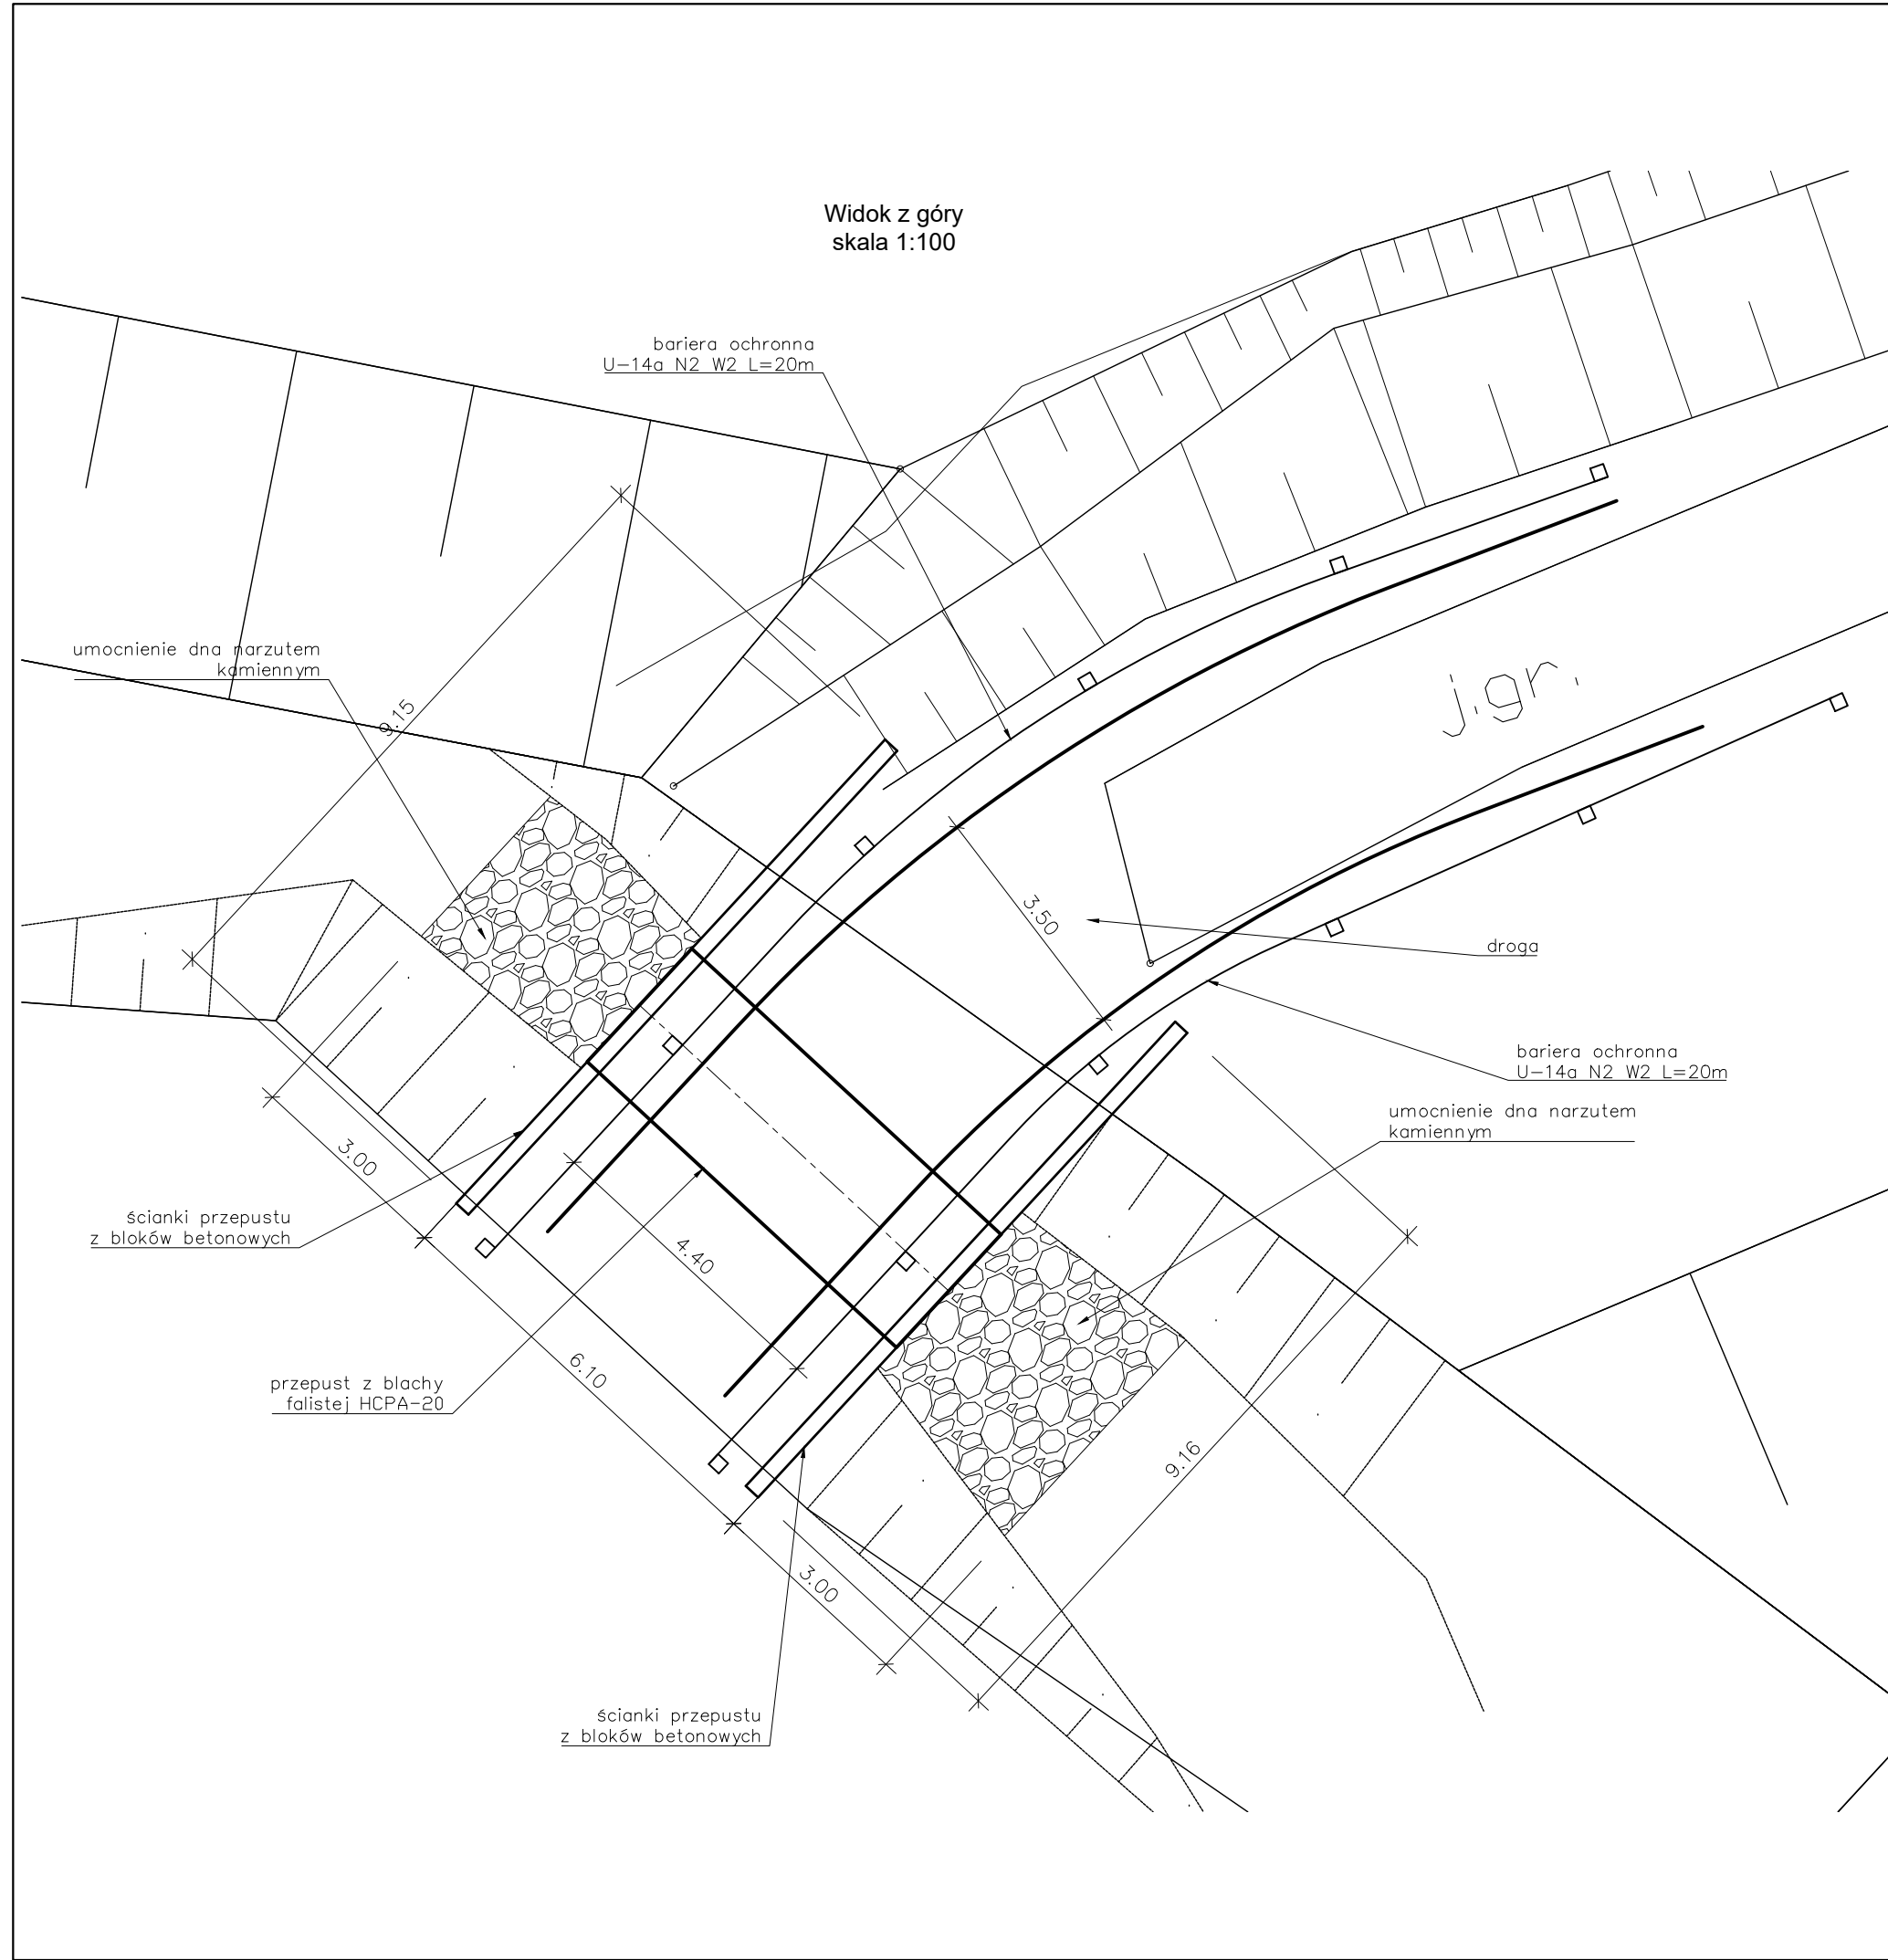 Widok z góry
skala 1:100
bariera ochronna
U-14a N2 W2 L=20m
umocnienie dna narzutem
kamiennym
9.15
j.gr.
3.50
droga
bariera ochronna
U-14a N2 W2 L=20m
umocnienie dna narzutem
kamiennym
3.00
ścianki przepustu
z bloków betonowych
4.40
6.10
przepust z blachy
falistej HCPA-20
9.16
3.00
ścianki przepustu
z bloków betonowych